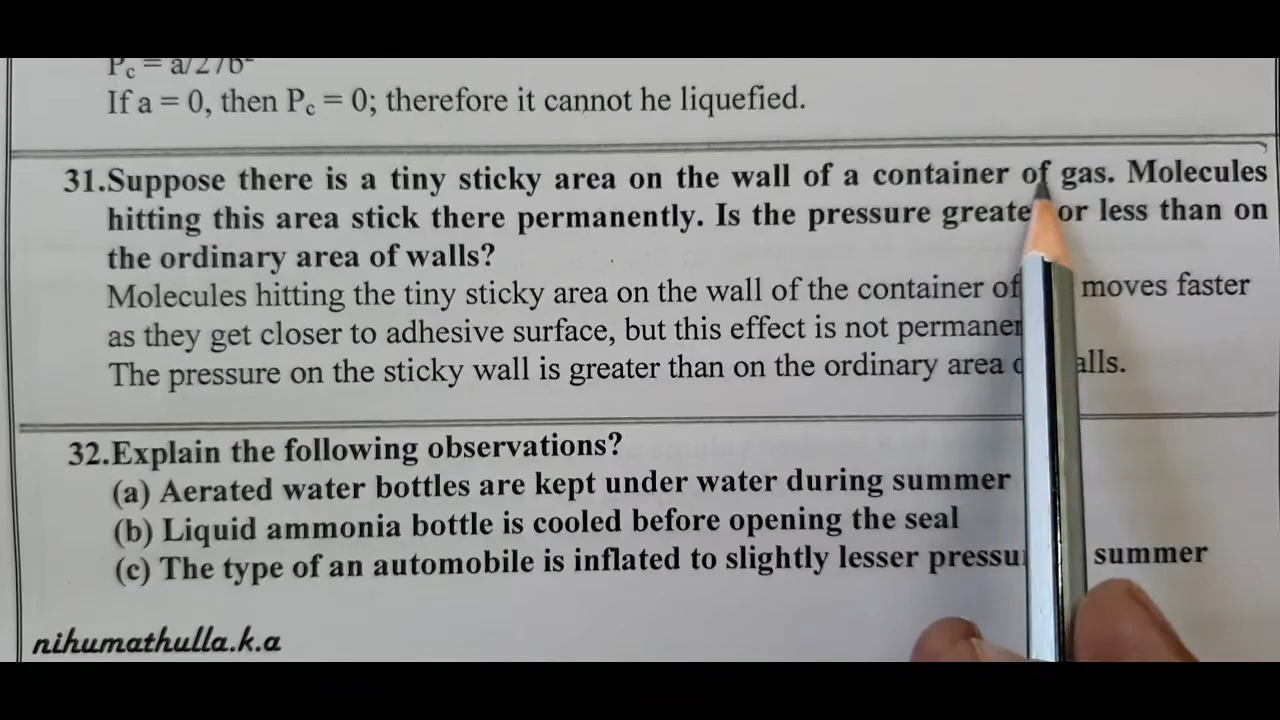 Pc = a/27b²
If a = 0, then Pc = 0; therefore it cannot he liquefied.
31.Suppose there is a tiny sticky area on the wall of a container of gas. Molecules
hitting this area stick there permanently. Is the pressure greate or less than on
the ordinary area of walls?
Molecules hitting the tiny sticky area on the wall of the container of moves faster
as they get closer to adhesive surface, but this effect is not permanen
The pressure on the sticky wall is greater than on the ordinary area alls.
32.Explain the following observations?
(a) Aerated water bottles are kept under water during summer
(b) Liquid ammonia bottle is cooled before opening the seal
(c) The type of an automobile is inflated to slightly lesser pressu summer
nihumathulla.k.a